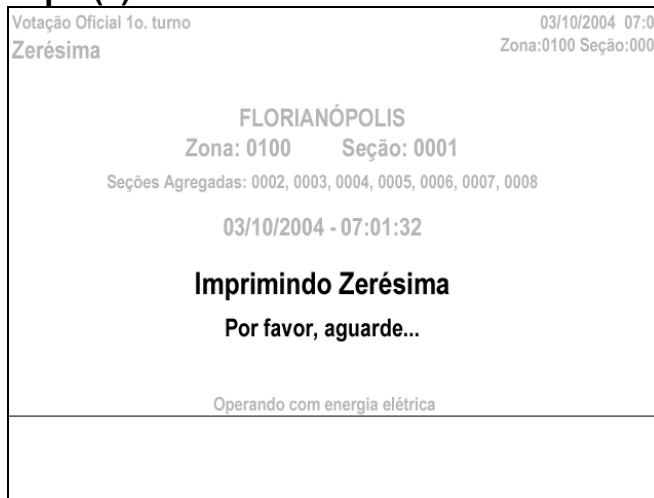 Votação Oficial 1o. turno 03/10/2004 07:0
Zerésima Zona:0100 Seção:000
FLORIANÓPOLIS
Zona: 0100 Seção: 0001
Seções Agregadas: 0002, 0003, 0004, 0005, 0006, 0007, 0008
03/10/2004 - 07:01:32
Imprimindo Zerésima
Por favor, aguarde...
Operando com energia elétrica